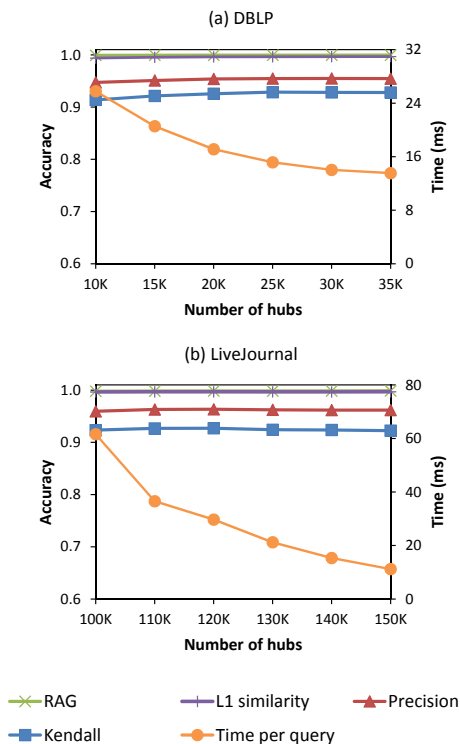 (a) DBLP
1.0
0.9
0.8
0.7
0.6
Accuracy
32
24
16
8
0
Time (ms)
10K 15K 20K 25K 30K 35K
Number of hubs
(b) LiveJournal
1.0
0.9
0.8
0.7
0.6
Accuracy
80
60
40
20
0
Time (ms)
100K 110K 120K 130K 140K 150K
Number of hubs
RAG L1 similarity Precision
Kendall Time per query